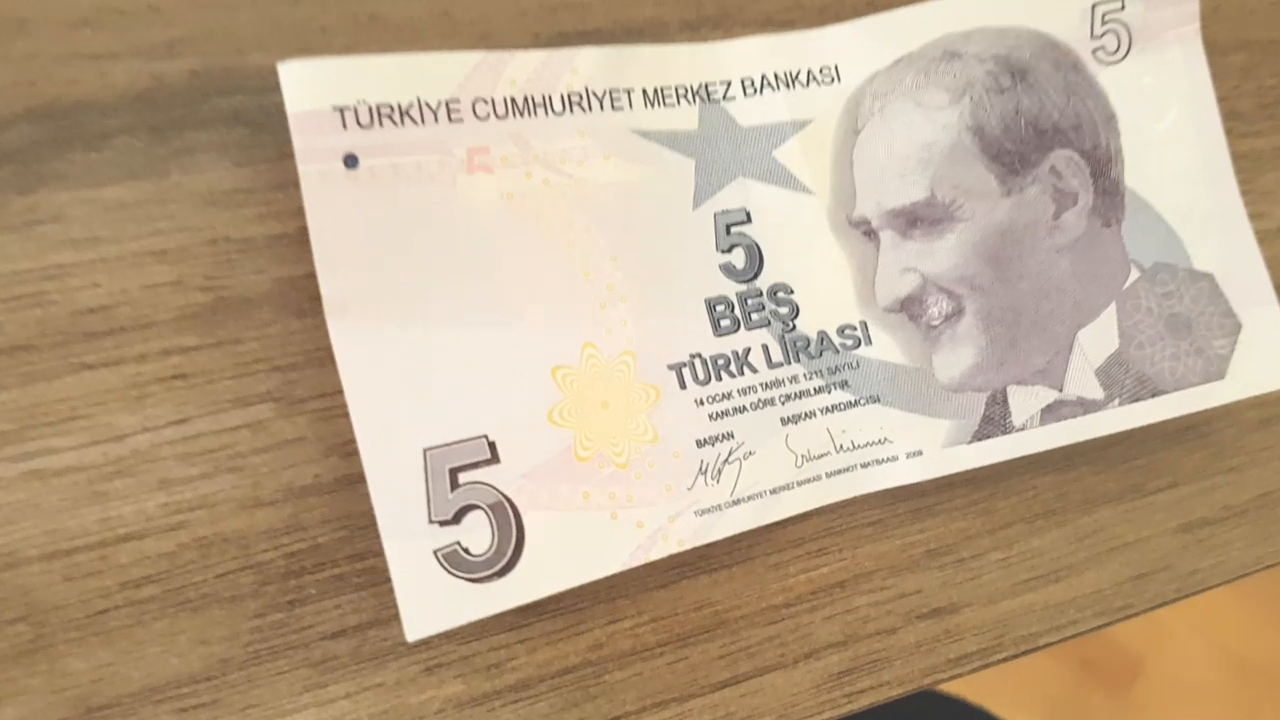 TÜRKİYE CUMHURİYET MERKEZ BANKASI
5
5
5
BEŞ
TÜRK LİRASI
14 OCAK 1970 TARİH VE 1211 SAYILI
KANUNA GÖRE ÇIKARILMIŞTIR.
BAŞKAN
BAŞKAN YARDIMCISI
TÜRKİYE CUMHURİYET MERKEZ BANKASI BANKNOT MATBAASI 2009
5